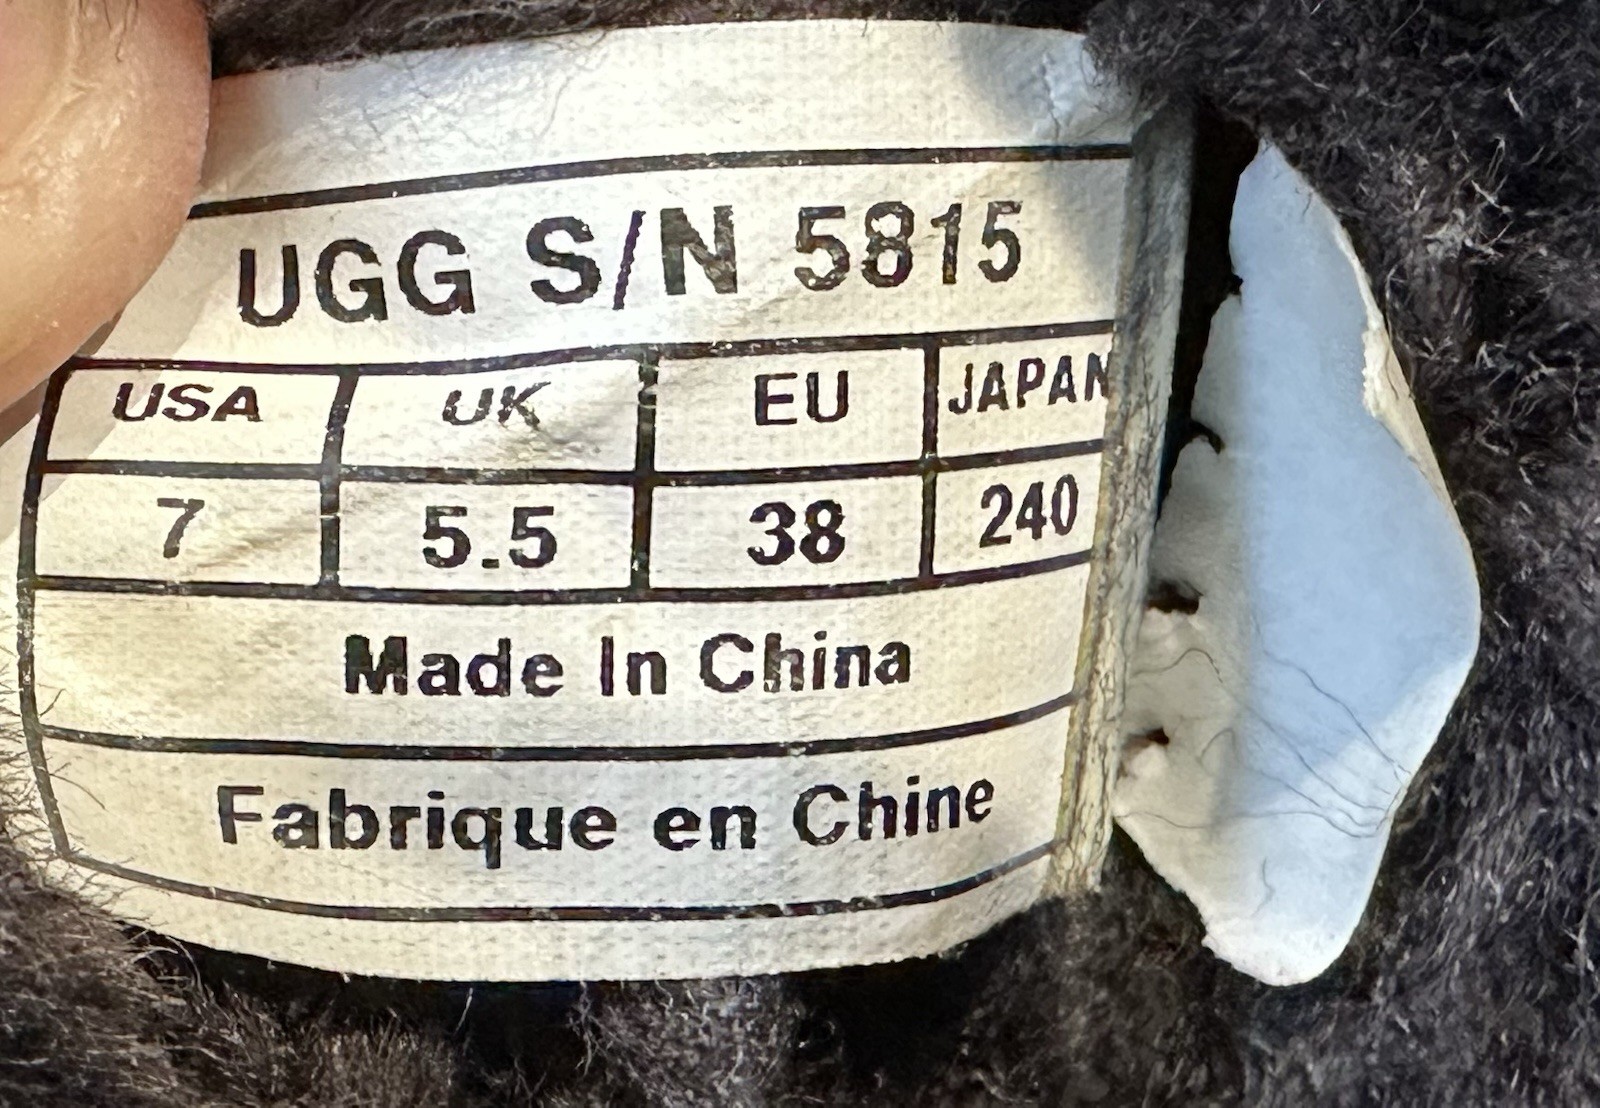 UGG S/N 5815
USA UK EU JAPAN
7 5.5 38 240
Made In China
Fabrique en Chine